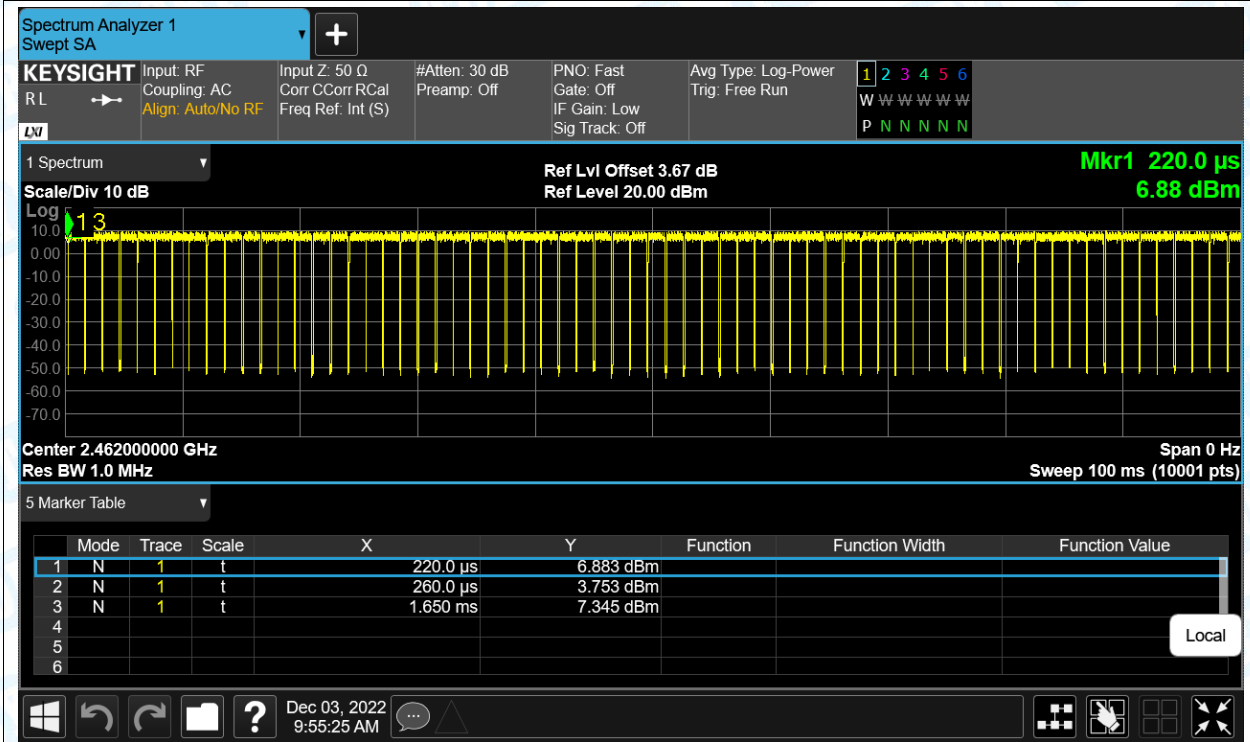 Spectrum Analyzer 1
Swept SA
KEYSIGHT
R L
LXI
Input: RF
Coupling: AC
Align: Auto/No RF
Input Z: 50 Ω
Corr CCorr RCal
Freq Ref: Int (S)
#Atten: 30 dB
Preamp: Off
PNO: Fast
Gate: Off
IF Gain: Low
Sig Track: Off
Avg Type: Log-Power
Trig: Free Run
1 2 3 4 5 6
W W W W W W
P N N N N N
1 Spectrum
Scale/Div 10 dB
Ref Lvl Offset 3.67 dB
Ref Level 20.00 dBm
Mkr1 220.0 µs
6.88 dBm
Log
1 3
10.0
0.00
-10.0
-20.0
-30.0
-40.0
-50.0
-60.0
-70.0
Center 2.462000000 GHz
Res BW 1.0 MHz
Span 0 Hz
Sweep 100 ms (10001 pts)
5 Marker Table
Mode Trace Scale X Y Function Function Width Function Value
1 N 1 t 220.0 µs 6.883 dBm
2 N 1 t 260.0 µs 3.753 dBm
3 N 1 t 1.650 ms 7.345 dBm
4
5
6
Local
?
Dec 03, 2022
9:55:25 AM